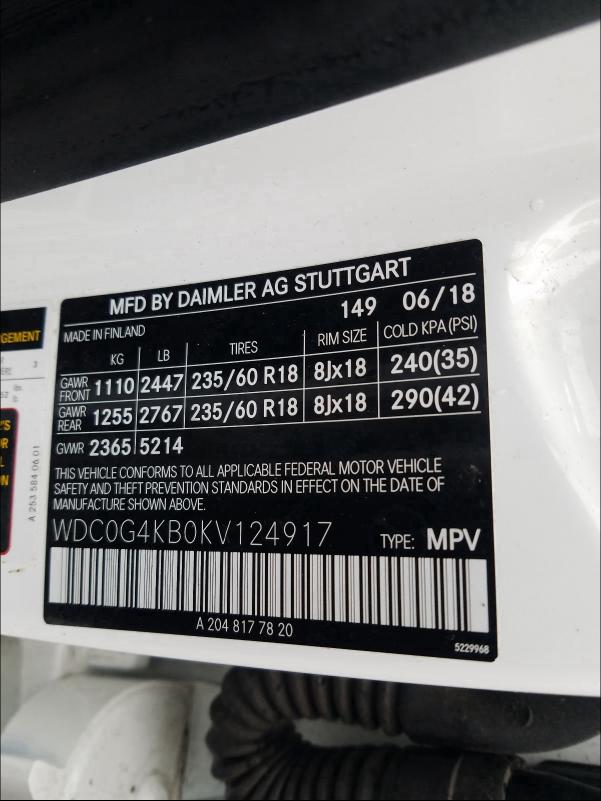 MFD BY DAIMLER AG STUTTGART
MADE IN FINLAND 149 06/18
KG LB TIRES RIM SIZE COLD KPA (PSI)
GAWR FRONT 1110 2447 235/60 R18 8Jx18 240(35)
GAWR REAR 1255 2767 235/60 R18 8Jx18 290(42)
GVWR 2365 5214
THIS VEHICLE CONFORMS TO ALL APPLICABLE FEDERAL MOTOR VEHICLE
SAFETY AND THEFT PREVENTION STANDARDS IN EFFECT ON THE DATE OF
MANUFACTURE SHOWN ABOVE.
WDC0G4KB0KV124917 TYPE: MPV
A 204 817 78 20
5229968
A 253 584 06 01